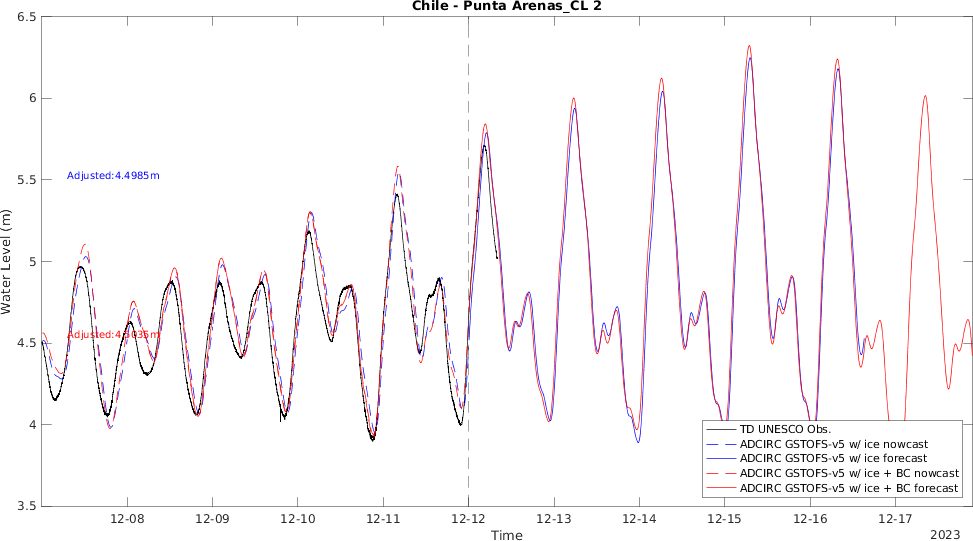 Chile - Punta Arenas_CL 2
6.5
6
5.5
5
4.5
4
3.5
Water Level (m)
Adjusted:4.4985m
12-08
12-09
12-10
12-11
12-12
12-13
12-14
12-15
12-16
12-17
Time
2023
TD UNESCO Obs.
ADCIRC GSTOFS-v5 w/ ice nowcast
ADCIRC GSTOFS-v5 w/ ice forecast
ADCIRC GSTOFS-v5 w/ ice + BC nowcast
ADCIRC GSTOFS-v5 w/ ice + BC forecast